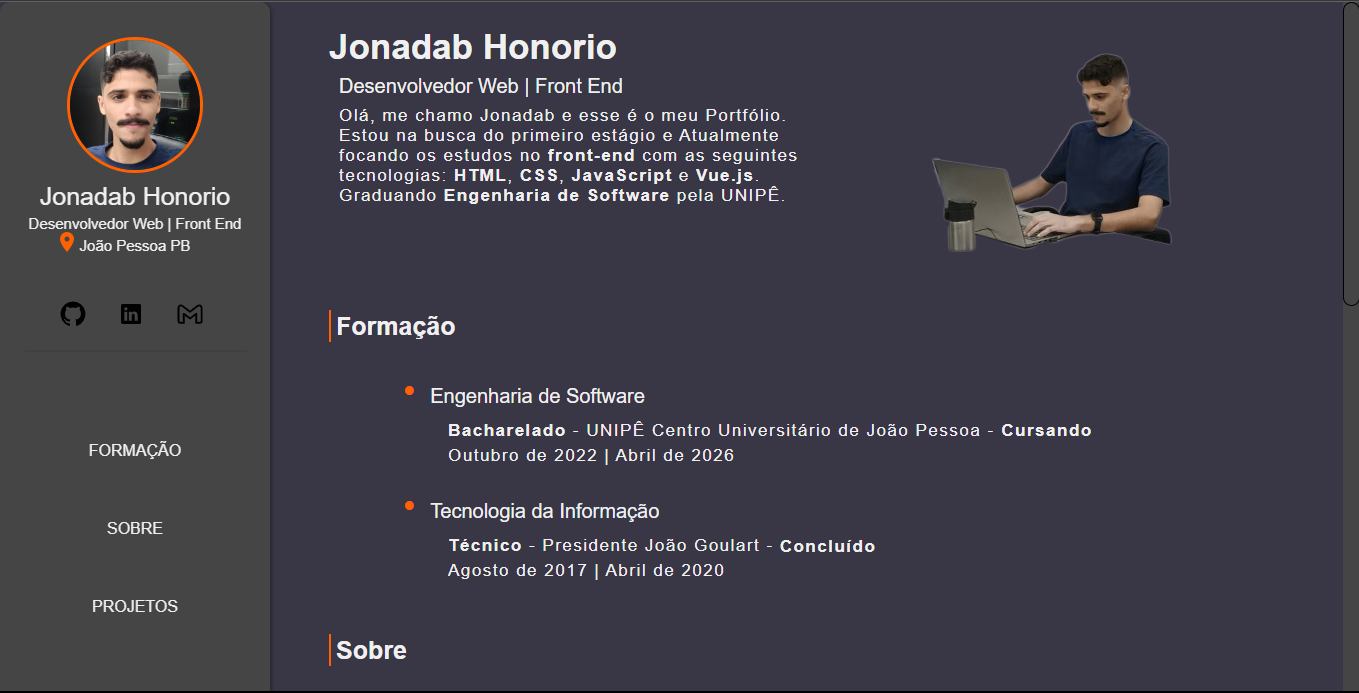 Jonadab Honorio
Desenvolvedor Web | Front End
João Pessoa PB
FORMAÇÃO
SOBRE
PROJETOS
Jonadab Honorio
Desenvolvedor Web | Front End
Olá, me chamo Jonadab e esse é o meu Portfólio.
Estou na busca do primeiro estágio e Atualmente
focando os estudos no front-end com as seguintes
tecnologias: HTML, CSS, JavaScript e Vue.js.
Graduando Engenharia de Software pela UNIPÊ.
Formação
Engenharia de Software
Bacharelado - UNIPÊ Centro Universitário de João Pessoa - Cursando
Outubro de 2022 | Abril de 2026
Tecnologia da Informação
Técnico - Presidente João Goulart - Concluído
Agosto de 2017 | Abril de 2020
Sobre